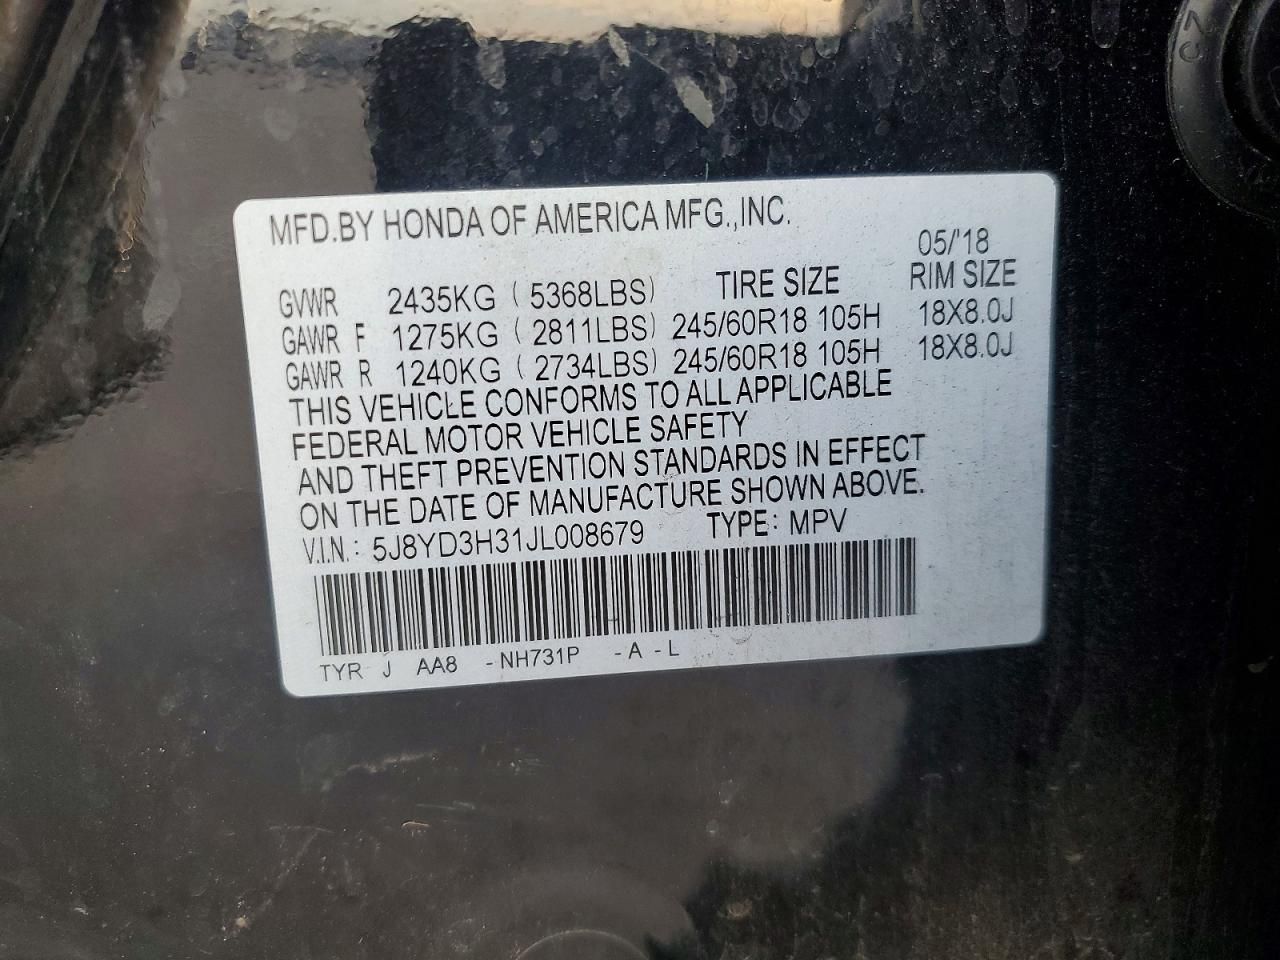 MFD.BY HONDA OF AMERICA MFG.,INC.
05/'18
GVWR 2435KG ( 5368LBS) TIRE SIZE RIM SIZE
GAWR F 1275KG ( 2811LBS) 245/60R18 105H 18X8.0J
GAWR R 1240KG ( 2734LBS) 245/60R18 105H 18X8.0J
THIS VEHICLE CONFORMS TO ALL APPLICABLE
FEDERAL MOTOR VEHICLE SAFETY
AND THEFT PREVENTION STANDARDS IN EFFECT
ON THE DATE OF MANUFACTURE SHOWN ABOVE.
V.I.N.: 5J8YD3H31JL008679 TYPE: MPV
TYR J AA8 -NH731P -A -L